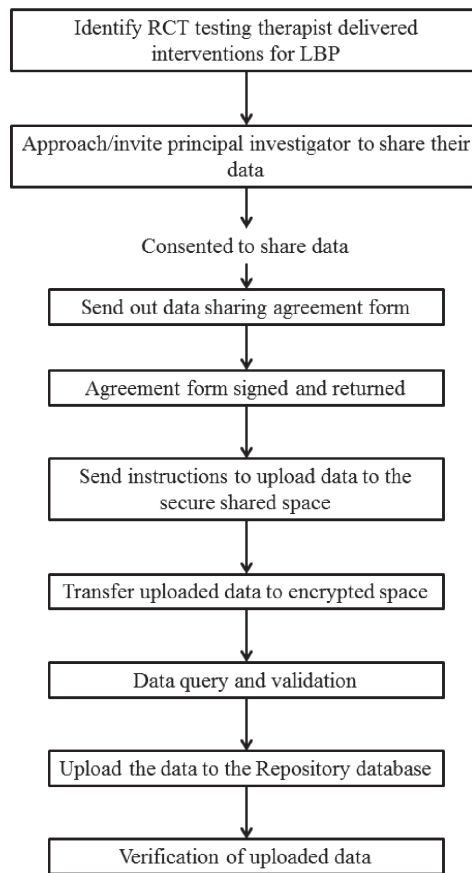 Identify RCT testing therapist delivered
interventions for LBP
Approach/invite principal investigator to share their
data
Consented to share data
Send out data sharing agreement form
Agreement form signed and returned
Send instructions to upload data to the
secure shared space
Transfer uploaded data to encrypted space
Data query and validation
Upload the data to the Repository database
Verification of uploaded data